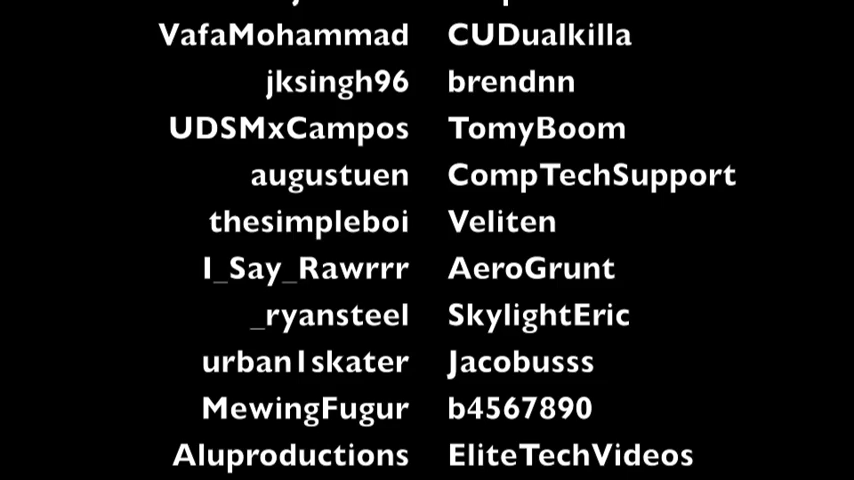 VafaMohammad CUDualkilla
jksingh96 brendnn
UDSMxCampos TomyBoom
augustuen CompTechSupport
thesimpleboi Veliten
I_Say_Rawrrr AeroGrunt
_ryansteel SkylightEric
urban1skater Jacobusss
MewingFugur b4567890
Aluproductions EliteTechVideos